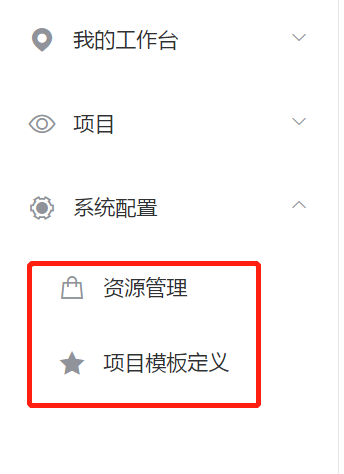 我的工作台
项目
系统配置
资源管理
项目模板定义